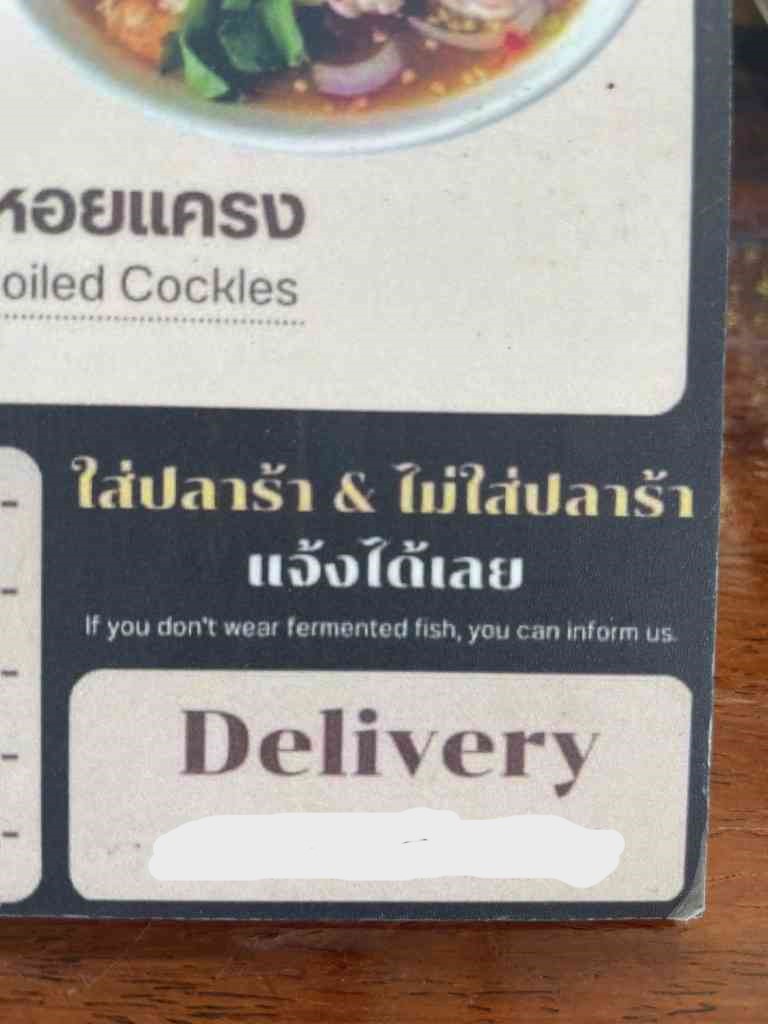 หอยแครง
oiled Cockles
ใส่ปลาร้า & ไม่ใส่ปลาร้า
แจ้งได้เลย
If you don't wear fermented fish, you can inform us.
Delivery